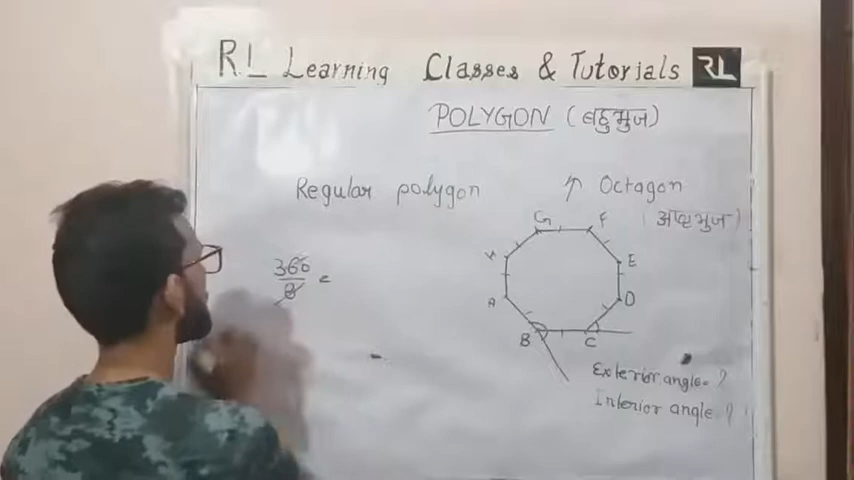 RL Learning Classes & Tutorials RL
POLYGON (बहुभुज)
Regular polygon
↑ Octagon
(अष्टभुज)
G F
H E
A D
B C
360
8 =
Exterior angle = ?
Interior angle = ?